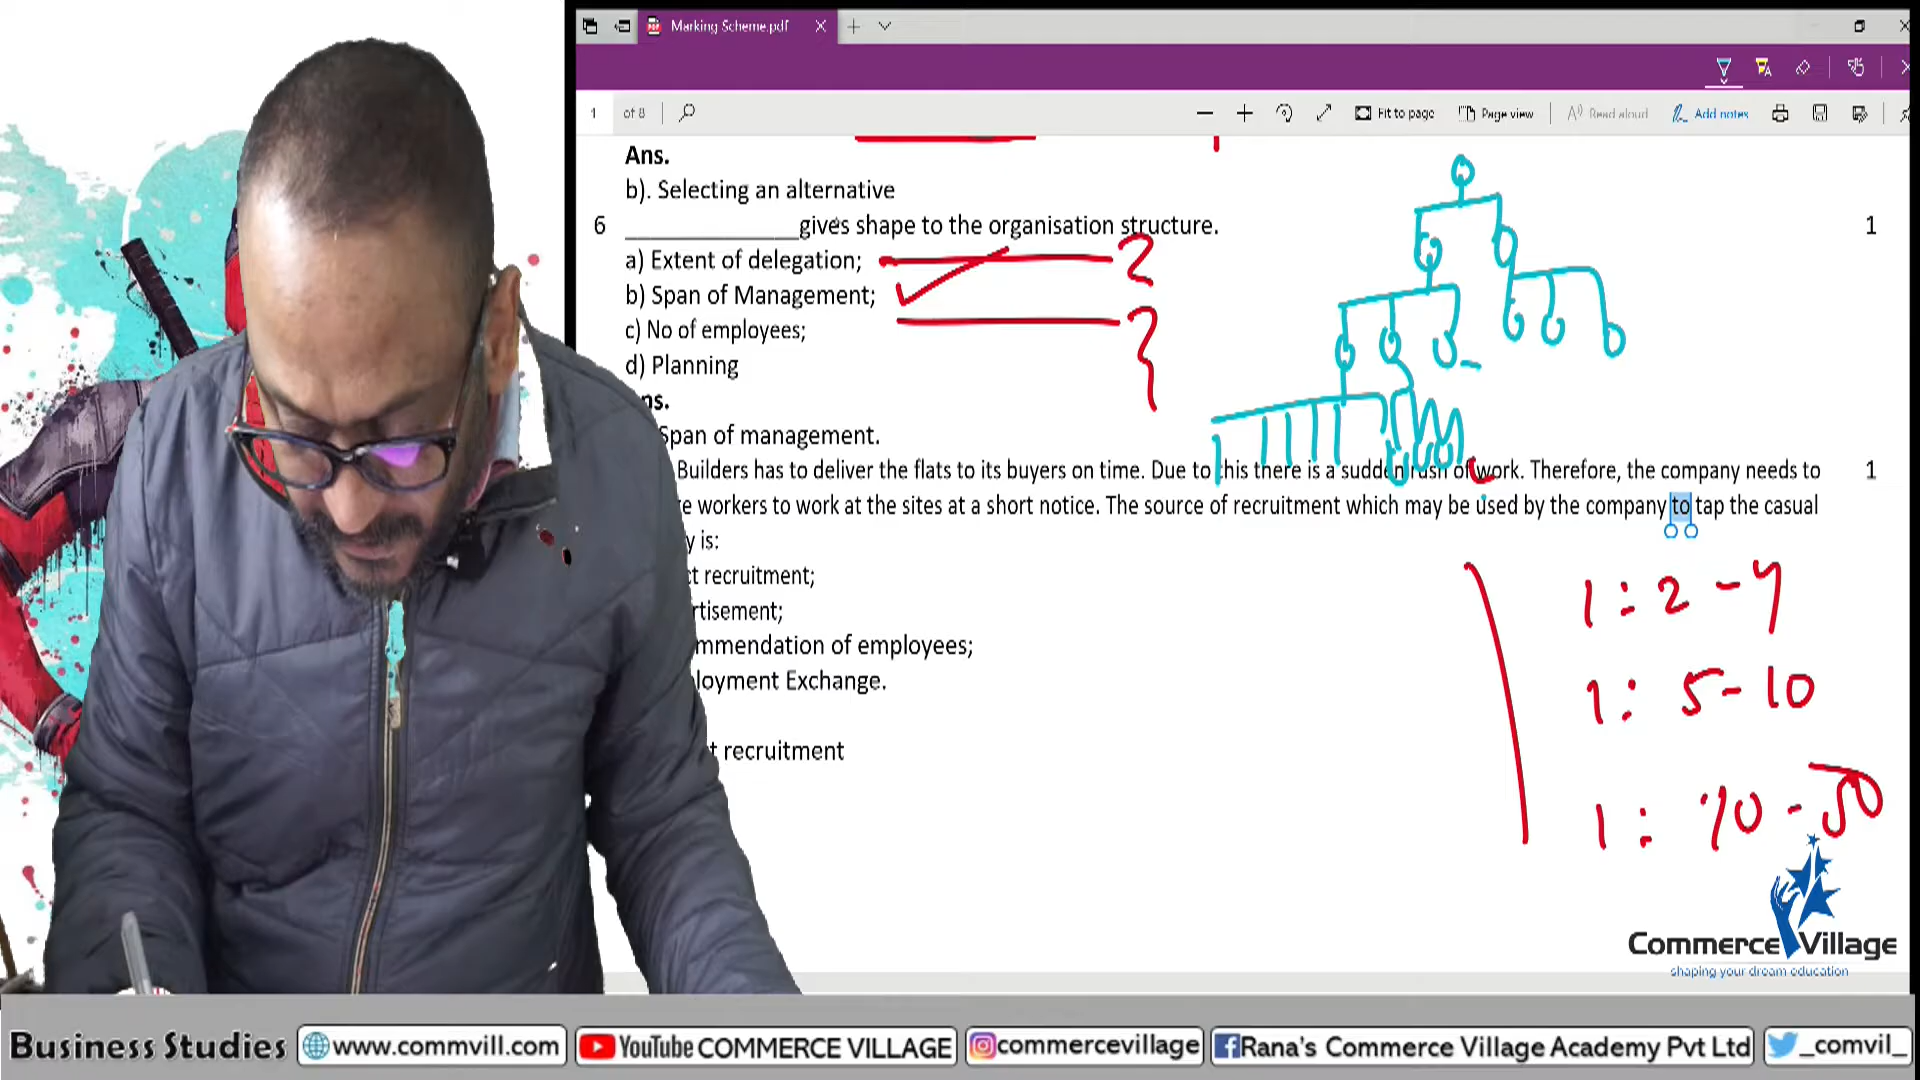 Marking Scheme.pdf
1 of 8 Fit to page Page view Read aloud Add notes
Ans.
b). Selecting an alternative
6 ______________gives shape to the organisation structure. 1
a) Extent of delegation;
b) Span of Management;
c) No of employees;
d) Planning
ns.
Span of management.
Builders has to deliver the flats to its buyers on time. Due to this there is a sudden rush of work. Therefore, the company needs to 1
re workers to work at the sites at a short notice. The source of recruitment which may be used by the company to tap the casual
y is:
ct recruitment;
rtisement;
mmendation of employees;
loyment Exchange.
t recruitment
1 : 2 - 4
1 : 5 - 10
1 : 10 - 50
Commerce Village
shaping your dream education
Business Studies www.commvill.com YouTube COMMERCE VILLAGE commercevillage Rana's Commerce Village Academy Pvt Ltd _comvil_